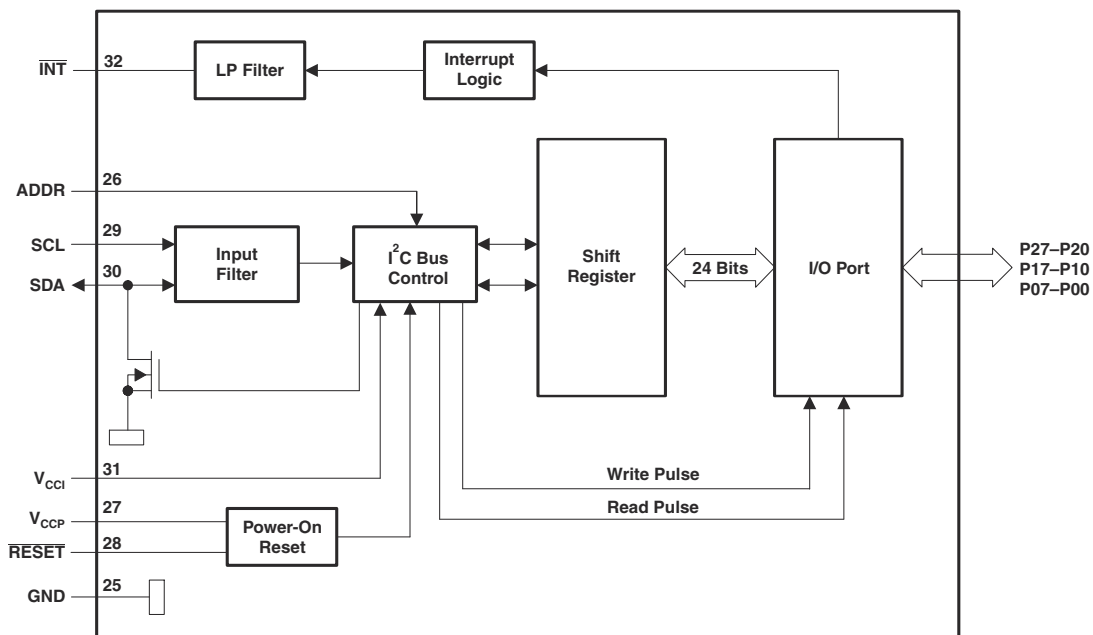 INT
32
LP Filter
Interrupt
Logic
ADDR
26
SCL
29
SDA
30
Input
Filter
I²C Bus
Control
Shift
Register
24 Bits
I/O Port
P27–P20
P17–P10
P07–P00
VCCI
31
Write Pulse
Read Pulse
VCCP
27
RESET
28
Power-On
Reset
GND
25